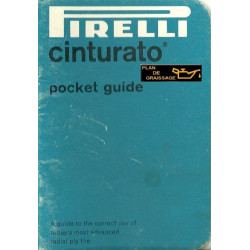 PIRELLI
cinturato®
PLAN
DE
GRAISSAGE
pocket guide
A guide to the correct use of
today's most advanced
radial ply tire